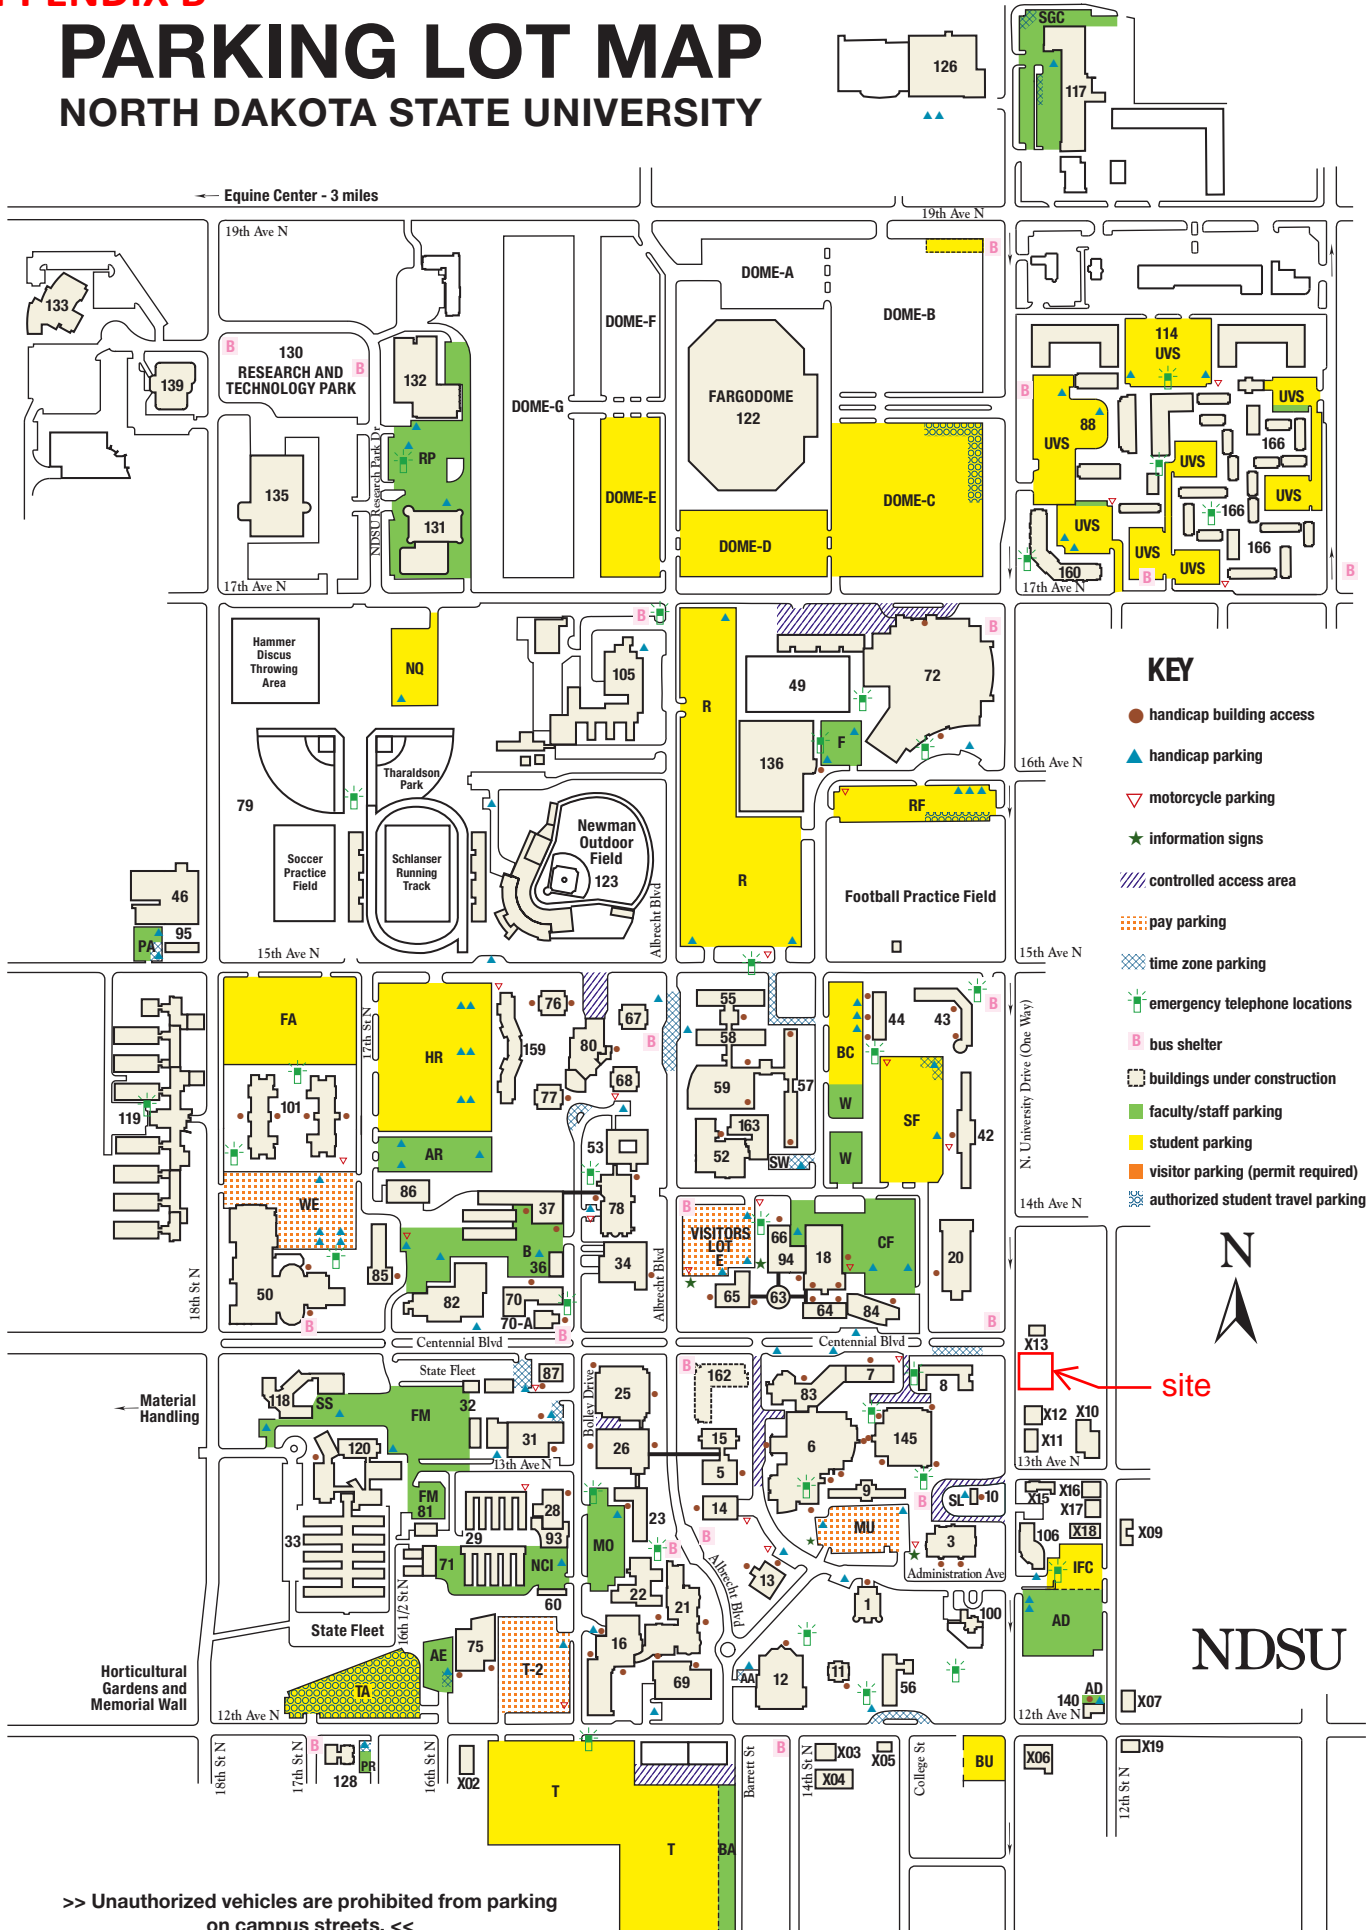 PPENDIX B
PARKING LOT MAP
NORTH DAKOTA STATE UNIVERSITY
SGC
126
117
Equine Center - 3 miles
19th Ave N
19th Ave N
B
DOME-A
133
DOME-F
DOME-B
B
130
RESEARCH AND
TECHNOLOGY PARK
B
114
UVS
139
132
DOME-G
FARGODOME
122
B
UVS
88
UVS
166
NDSU Research Park Dr
RP
UVS
135
DOME-E
DOME-C
UVS
131
166
UVS
DOME-D
UVS
166
UVS
160
B
B
17th Ave N
17th Ave N
B
B
Hammer
Discus
Throwing
Area
NQ
105
49
72
KEY
R
handicap building access
F
136
handicap parking
16th Ave N
Tharaldson
Park
79
RF
motorcycle parking
Newman
Outdoor
Field
123
information signs
Soccer
Practice
Field
Schlanser
Running
Track
R
Football Practice Field
controlled access area
46
Albrecht Blvd
pay parking
95
PA
15th Ave N
15th Ave N
time zone parking
55
76
67
44
43
B
emergency telephone locations
FA
17th St N
HR
159
80
B
58
BC
N. University Drive (One Way)
B bus shelter
68
59
57
buildings under construction
119
101
77
W
faculty/staff parking
163
SF
42
student parking
53
52
W
AR
SW
visitor parking (permit required)
86
authorized student travel parking
WE
37
78
B
14th Ave N
VISITORS
LOT
E
66
CF
B
94
18
20
N
85
36
34
18th St N
50
82
70
Albrecht Blvd
65
63
64
84
70-A
B
B
B
Centennial Blvd
Centennial Blvd
X13
State Fleet
87
B
162
7
83
8
site
Material
Handling
118
SS
FM
32
Bolley Drive
25
X12
X10
120
31
26
15
6
145
X11
13th Ave N
5
13th Ave N
FM
81
28
14
9
SL
10
X15
X16
X17
33
29
93
23
B
MU
B
106
X18
X09
MO
3
71
NCI
B
IFC
13
Administration Ave
22
60
21
Albrecht Blvd
1
16 1/2 St N
State Fleet
100
AD
75
16
NDSU
AE
T-2
Horticultural
Gardens and
Memorial Wall
AA
12
11
TA
69
56
AD
140
X07
12th Ave N
12th Ave N
18th St N
17th St N
B
128
PR
16th St N
X02
Barrett St
B
14th St N
X03
X05
X04
College St
BU
X06
X19
12th St N
T
T
BA
>> Unauthorized vehicles are prohibited from parking
on campus streets. <<